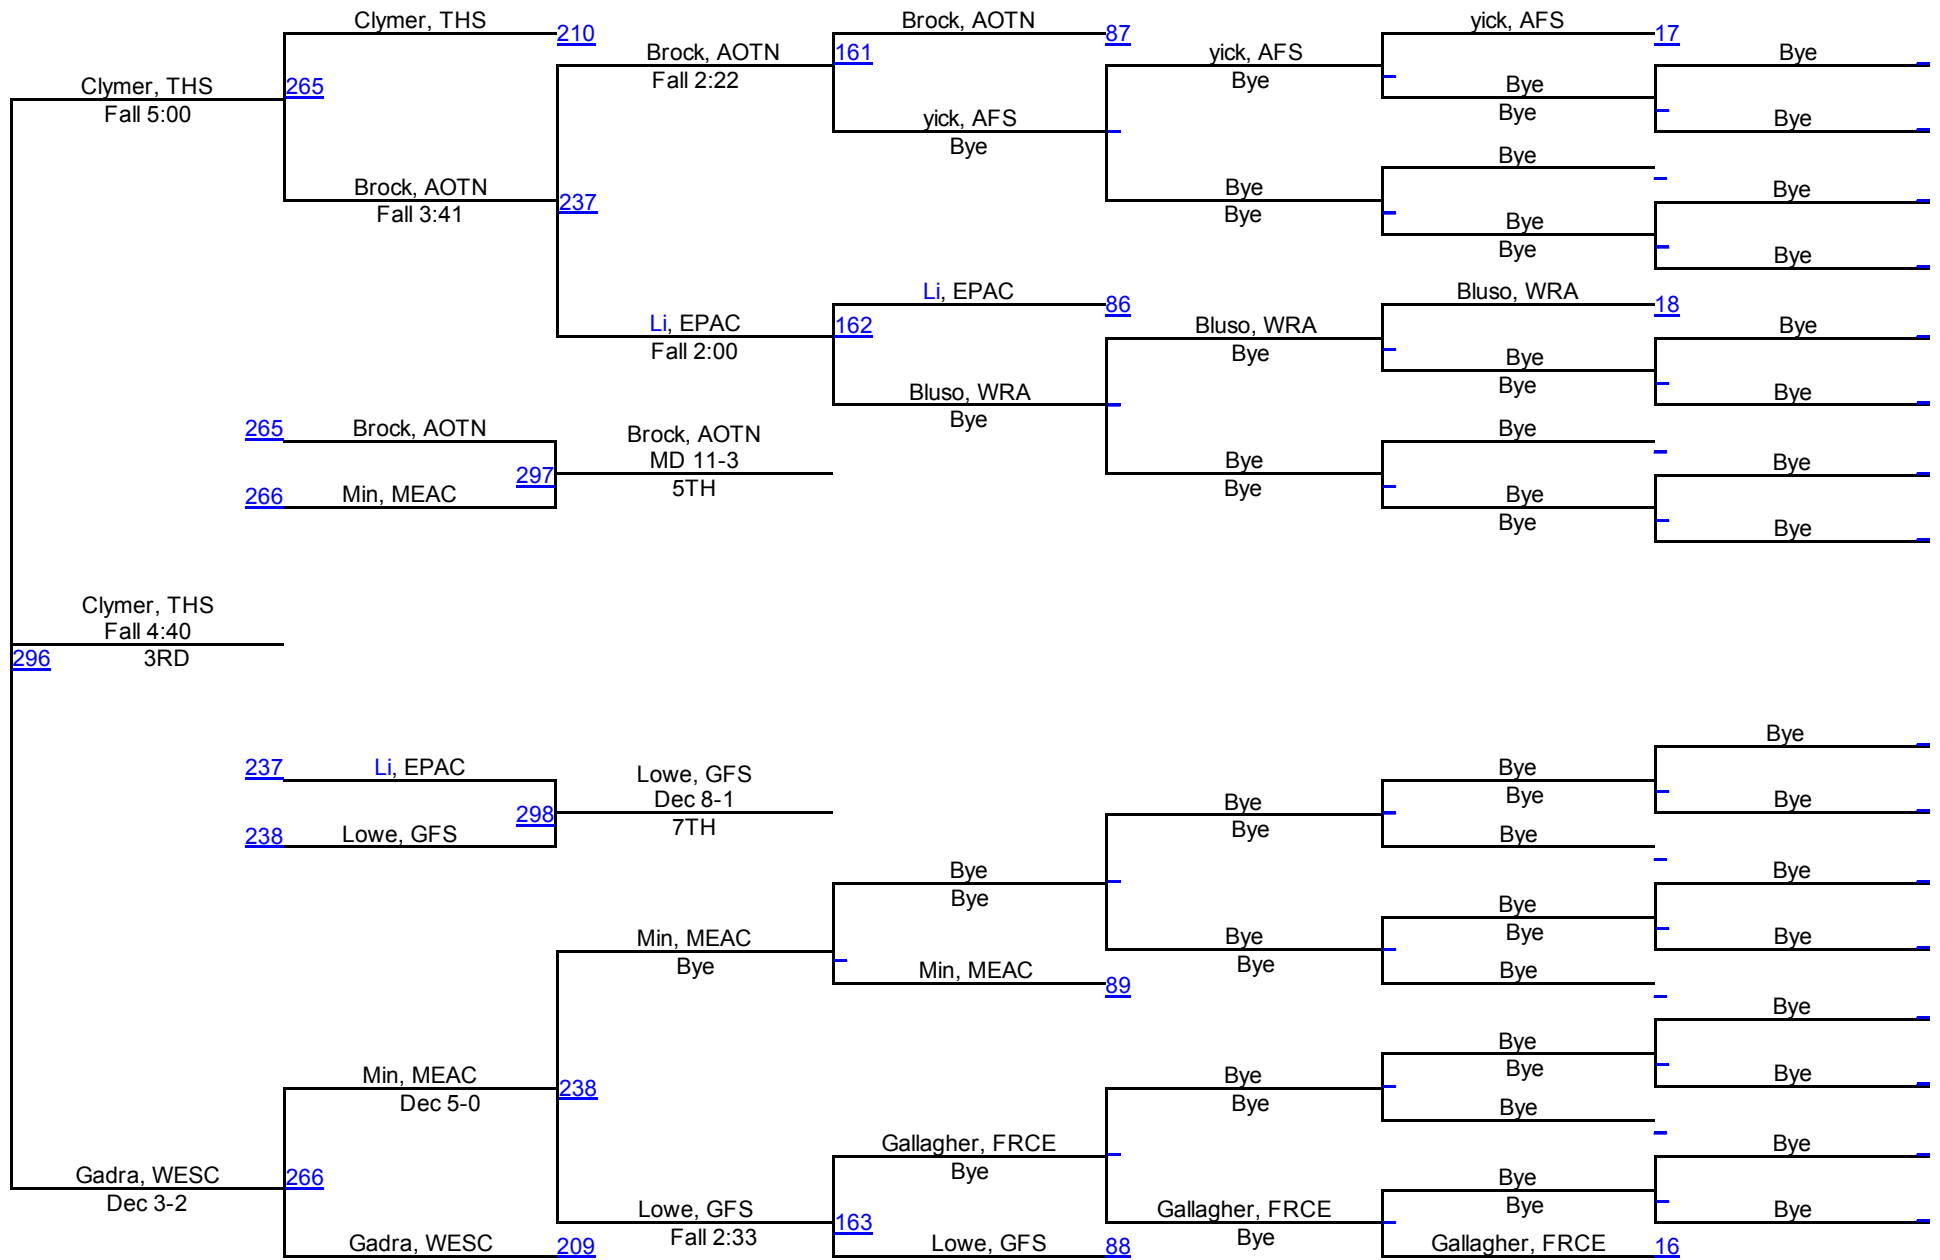 Clymer, THS
210
Brock, AOTN
87
yick, AFS
17
Brock, AOTN
Fall 2:22
161
yick, AFS
Bye
Bye
Clymer, THS
Fall 5:00
265
Bye
Bye
yick, AFS
Bye
Bye
Bye
Brock, AOTN
Fall 3:41
237
Bye
Bye
Bye
Bye
Bye
Bye
Li, EPAC
86
Bluso, WRA
18
Li, EPAC
Fall 2:00
162
Bluso, WRA
Bye
Bye
Bye
Bye
Bluso, WRA
Bye
Bye
265
Brock, AOTN
Brock, AOTN
MD 11-3
5TH
Bye
297
Bye
Bye
Bye
266
Min, MEAC
Bye
Bye
Bye
Clymer, THS
Fall 4:40
3RD
296
Bye
237
Li, EPAC
Lowe, GFS
Dec 8-1
7TH
Bye
Bye
298
Bye
Bye
Bye
238
Lowe, GFS
Bye
Bye
Bye
Bye
Min, MEAC
Bye
Bye
Bye
Bye
Bye
Bye
Min, MEAC
89
Bye
Bye
Bye
Bye
Min, MEAC
Dec 5-0
238
Bye
Bye
Bye
Bye
Gallagher, FRCE
Bye
Bye
Gadra, WESC
Dec 3-2
266
Bye
Bye
Lowe, GFS
Fall 2:33
163
Gallagher, FRCE
Bye
Bye
Gadra, WESC
209
Lowe, GFS
88
Gallagher, FRCE
16